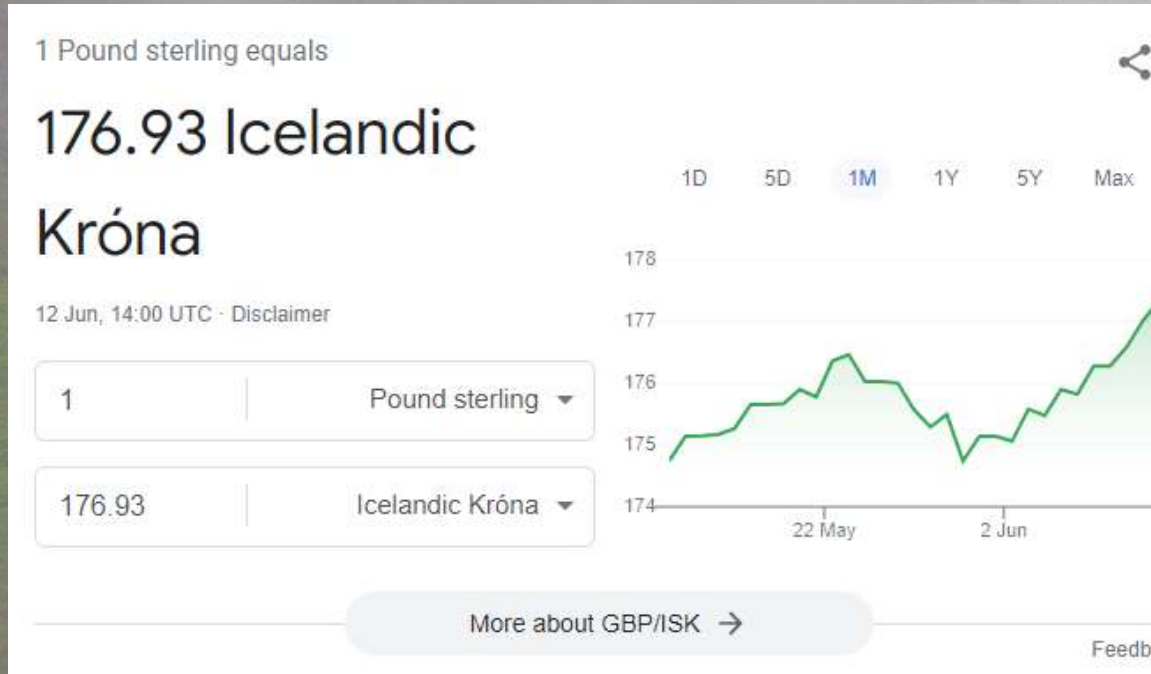 1 Pound sterling equals
176.93 Icelandic
Króna
12 Jun, 14:00 UTC · Disclaimer
1 Pound sterling
176.93 Icelandic Króna
1D 5D 1M 1Y 5Y Max
178
177
176
175
174
22 May 2 Jun
More about GBP/ISK →